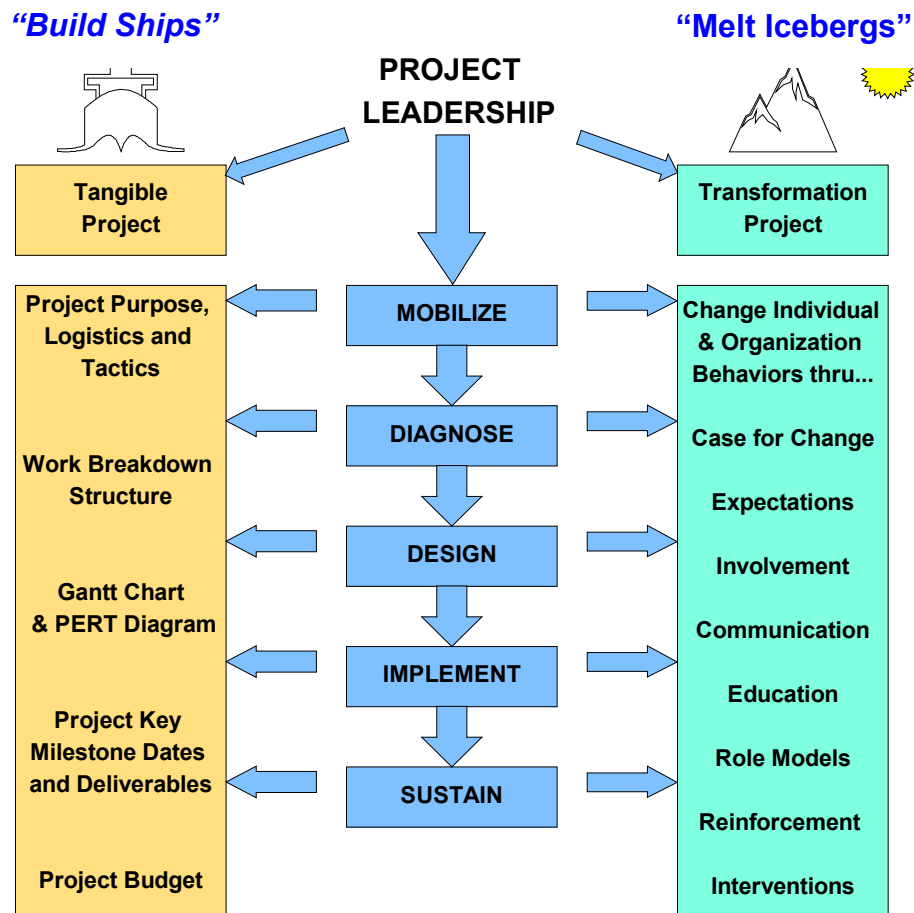 “Build Ships”
“Melt Icebergs”
PROJECT
LEADERSHIP
Tangible
Project
Transformation
Project
Project Purpose,
Logistics and
Tactics
Work Breakdown
Structure
Gantt Chart
& PERT Diagram
Project Key
Milestone Dates
and Deliverables
Project Budget
MOBILIZE
DIAGNOSE
DESIGN
IMPLEMENT
SUSTAIN
Change Individual
& Organization
Behaviors thru...
Case for Change
Expectations
Involvement
Communication
Education
Role Models
Reinforcement
Interventions